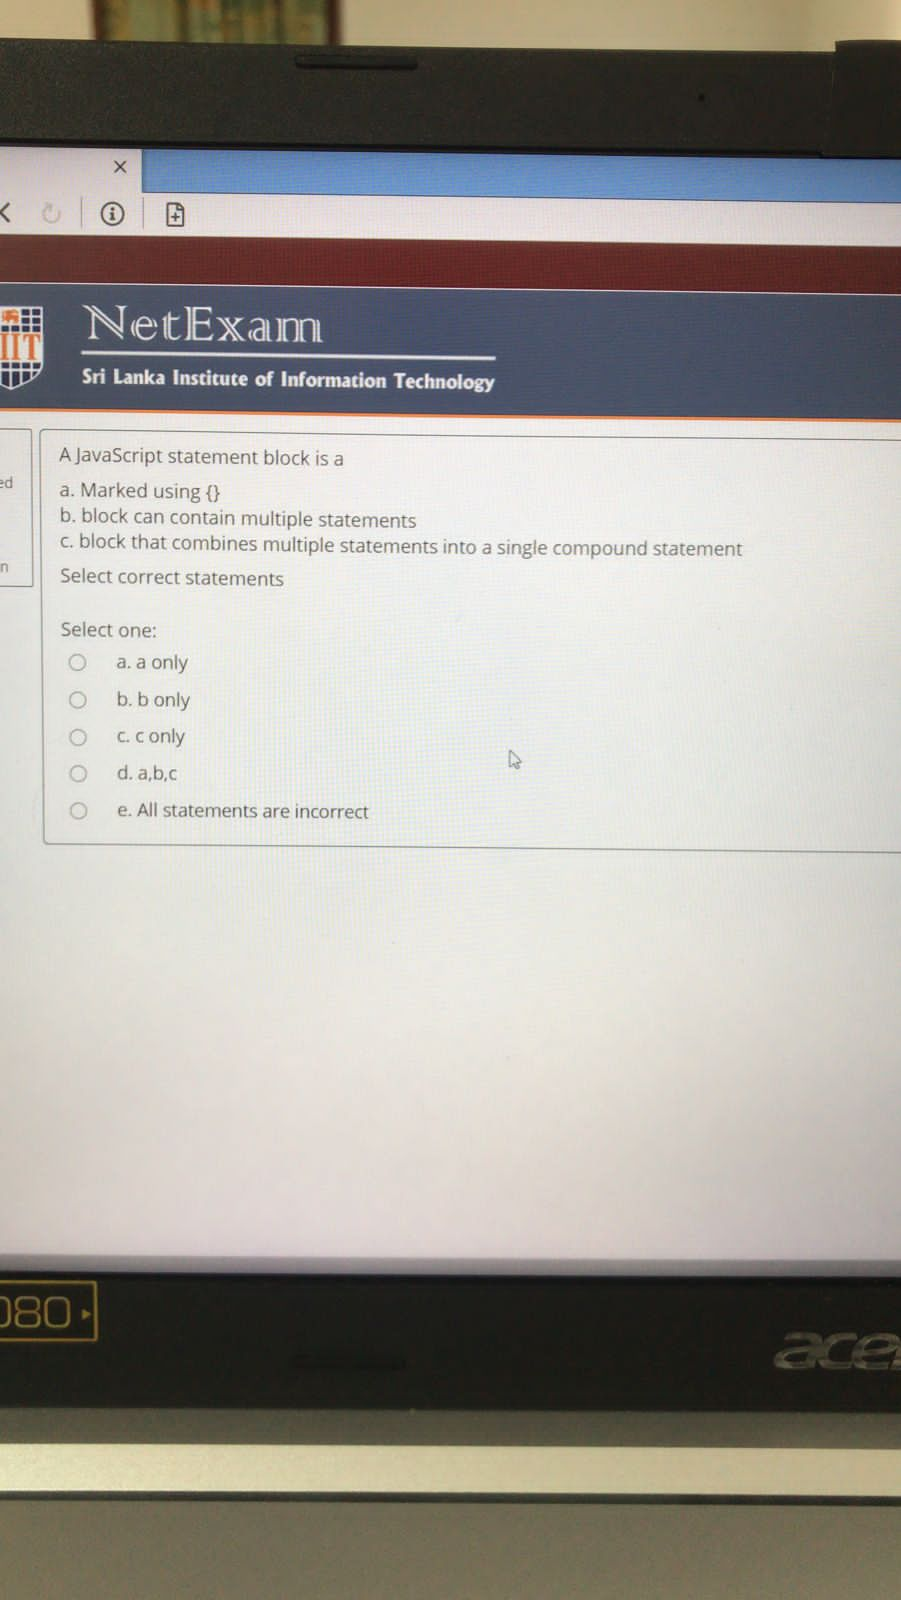 NetExam
IIT
Sri Lanka Institute of Information Technology
ed
n
A JavaScript statement block is a
a. Marked using {}
b. block can contain multiple statements
c. block that combines multiple statements into a single compound statement
Select correct statements
Select one:
a. a only
b. b only
c. c only
d. a,b,c
e. All statements are incorrect
080
ace